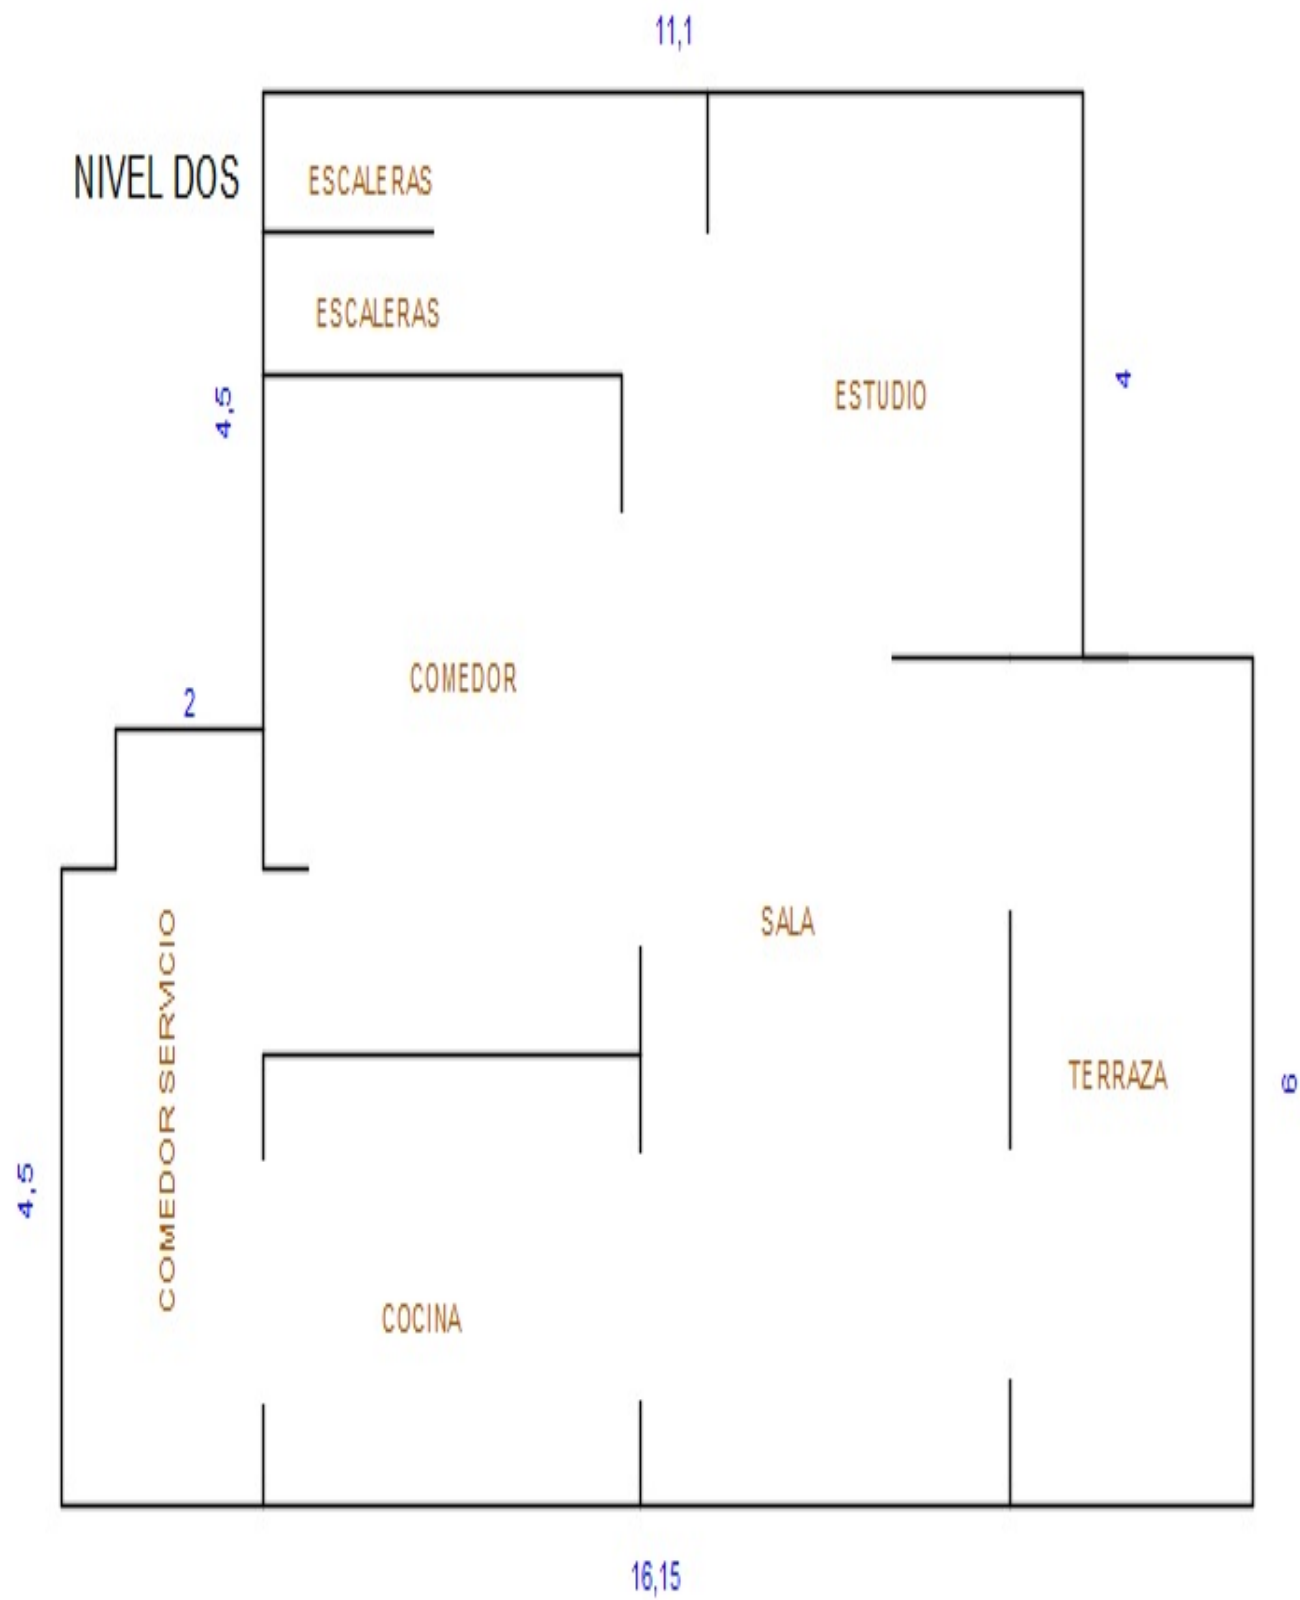 11,1
NIVEL DOS
ESCALERAS
ESCALERAS
4.5
ESTUDIO
4
COMEDOR
2
SALA
COMEDOR SERVICIO
TERRAZA
6
4.5
COCINA
16,15